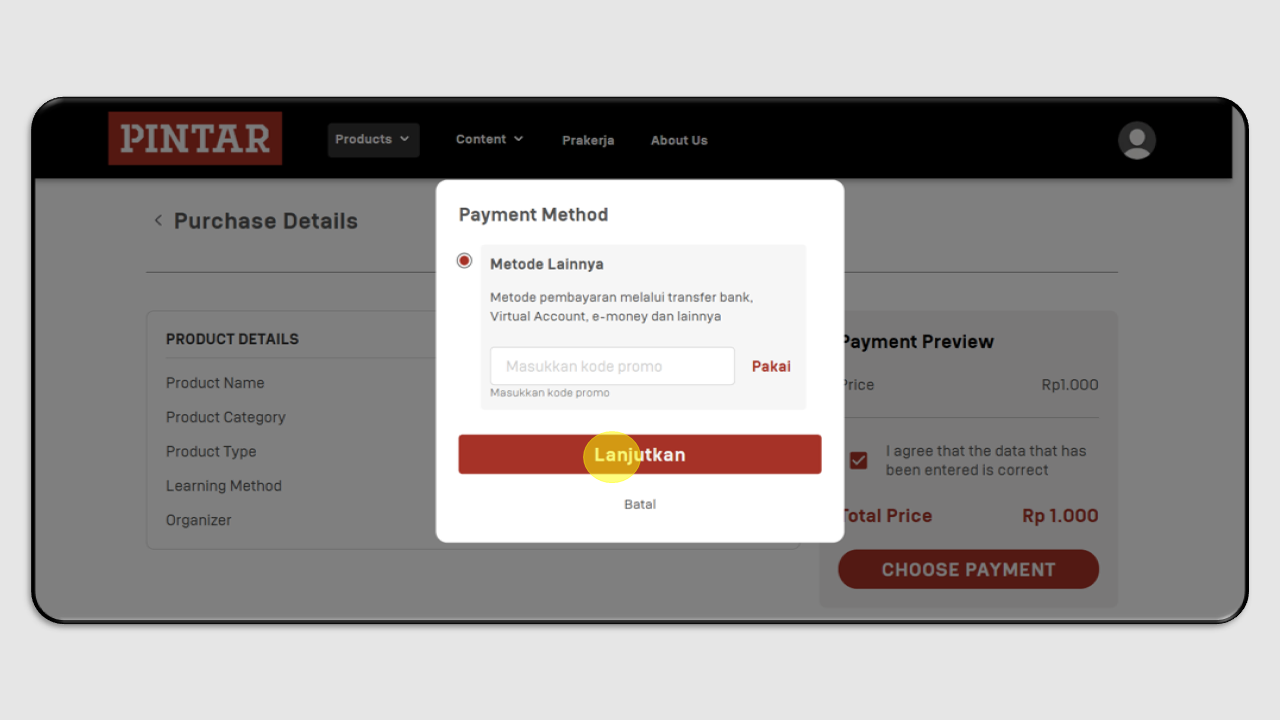 PINTAR
Products
Content
Prakerja
About Us
Purchase Details
PRODUCT DETAILS
Product Name
Product Category
Product Type
Learning Method
Organizer
Payment Method
Metode Lainnya
Metode pembayaran melalui transfer bank,
Virtual Account, e-money dan lainnya
Masukkan kode promo
Pakai
Masukkan kode promo
Lanjutkan
Batal
Payment Preview
Price
Rp1.000
I agree that the data that has
been entered is correct
Total Price
Rp 1.000
CHOOSE PAYMENT